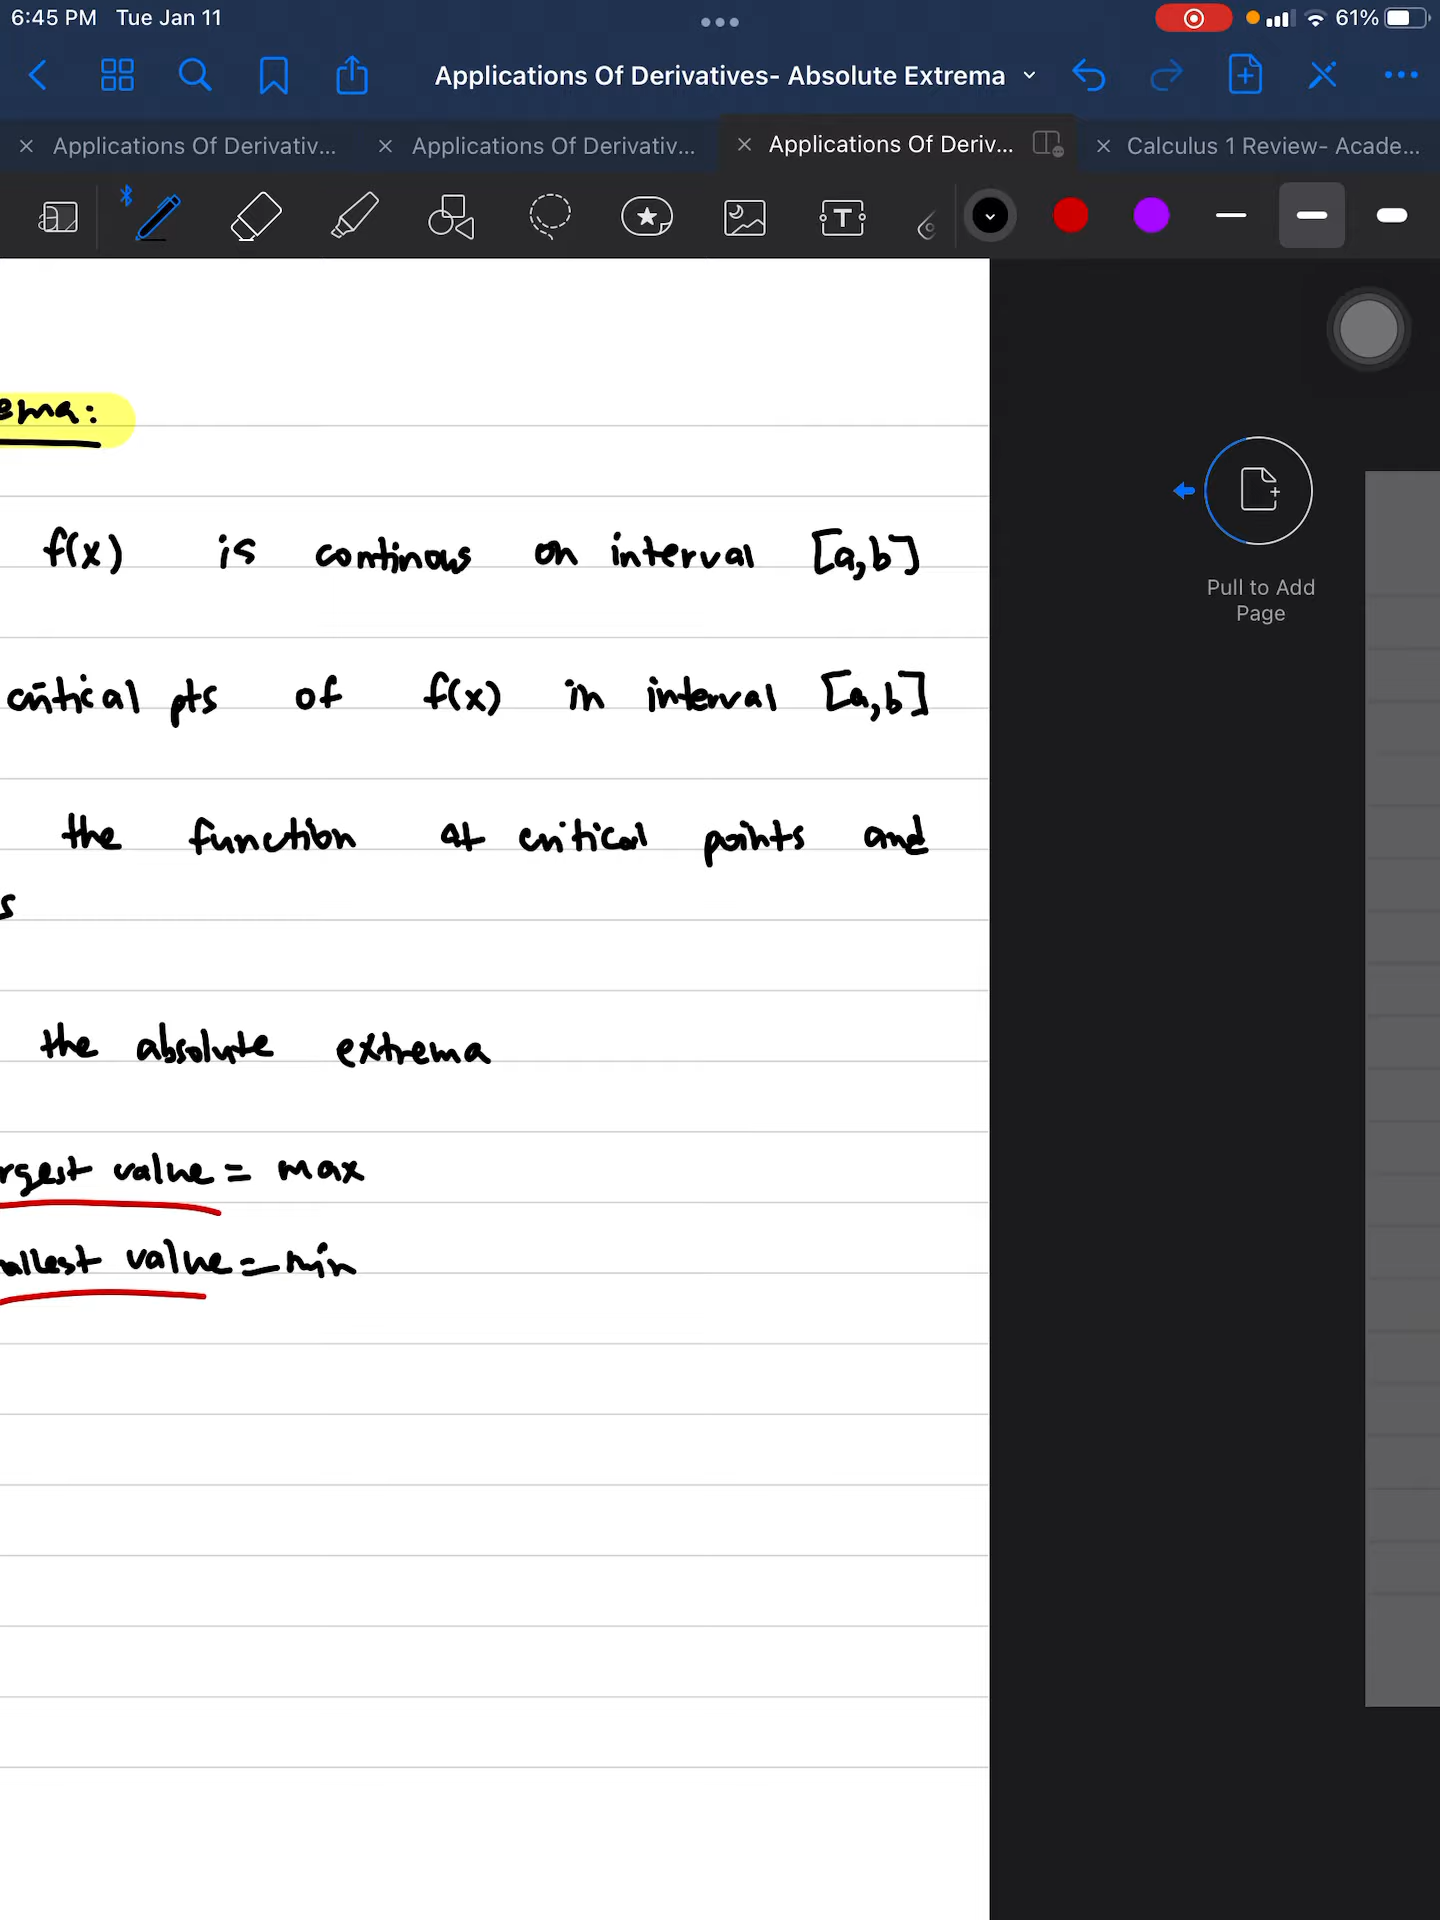 6:45 PM Tue Jan 11
61%
Applications Of Derivatives- Absolute Extrema
Applications Of Derivativ...
Applications Of Derivativ...
Applications Of Deriv...
Calculus 1 Review- Acade...
T
ema:
f(x) is continous on interval [a,b]
Pull to Add
Page
critical pts of f(x) in interval [a,b]
the function at critical points and
s
the absolute extrema
rgest value = max
allest value = min